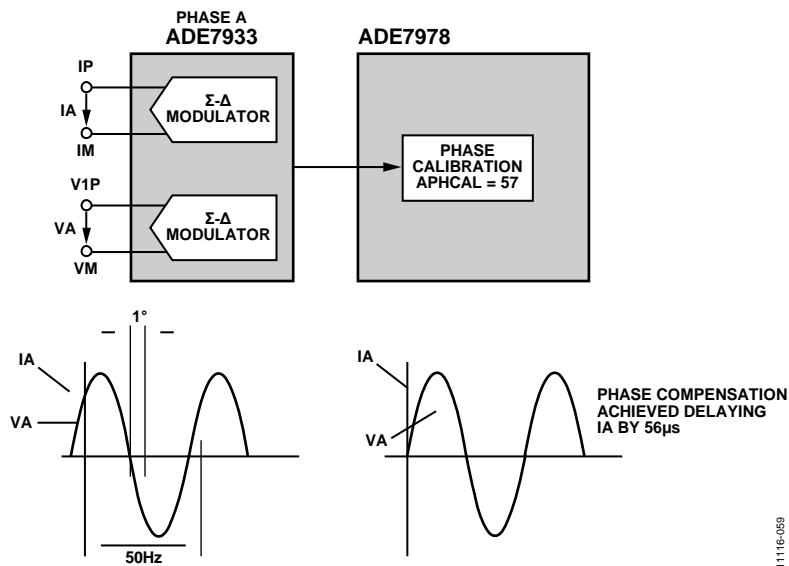 PHASE A
ADE7933
ADE7978
IP
IA
IM
Σ-Δ
MODULATOR
PHASE
CALIBRATION
APHCAL = 57
V1P
VA
VM
Σ-Δ
MODULATOR
1°
IA
VA
50Hz
IA
VA
PHASE COMPENSATION
ACHIEVED DELAYING
IA BY 56µs
11116-059